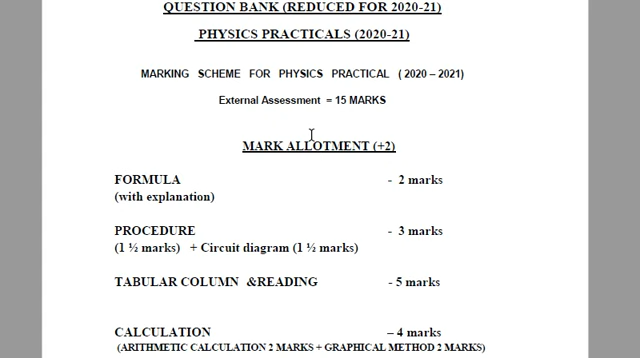 QUESTION BANK (REDUCED FOR 2020-21)
PHYSICS PRACTICALS (2020-21)
MARKING SCHEME FOR PHYSICS PRACTICAL ( 2020 – 2021)
External Assessment = 15 MARKS
MARK ALLOTMENT (+2)
FORMULA - 2 marks
(with explanation)
PROCEDURE - 3 marks
(1 ½ marks) + Circuit diagram (1 ½ marks)
TABULAR COLUMN &READING - 5 marks
CALCULATION – 4 marks
(ARITHMETIC CALCULATION 2 MARKS + GRAPHICAL METHOD 2 MARKS)